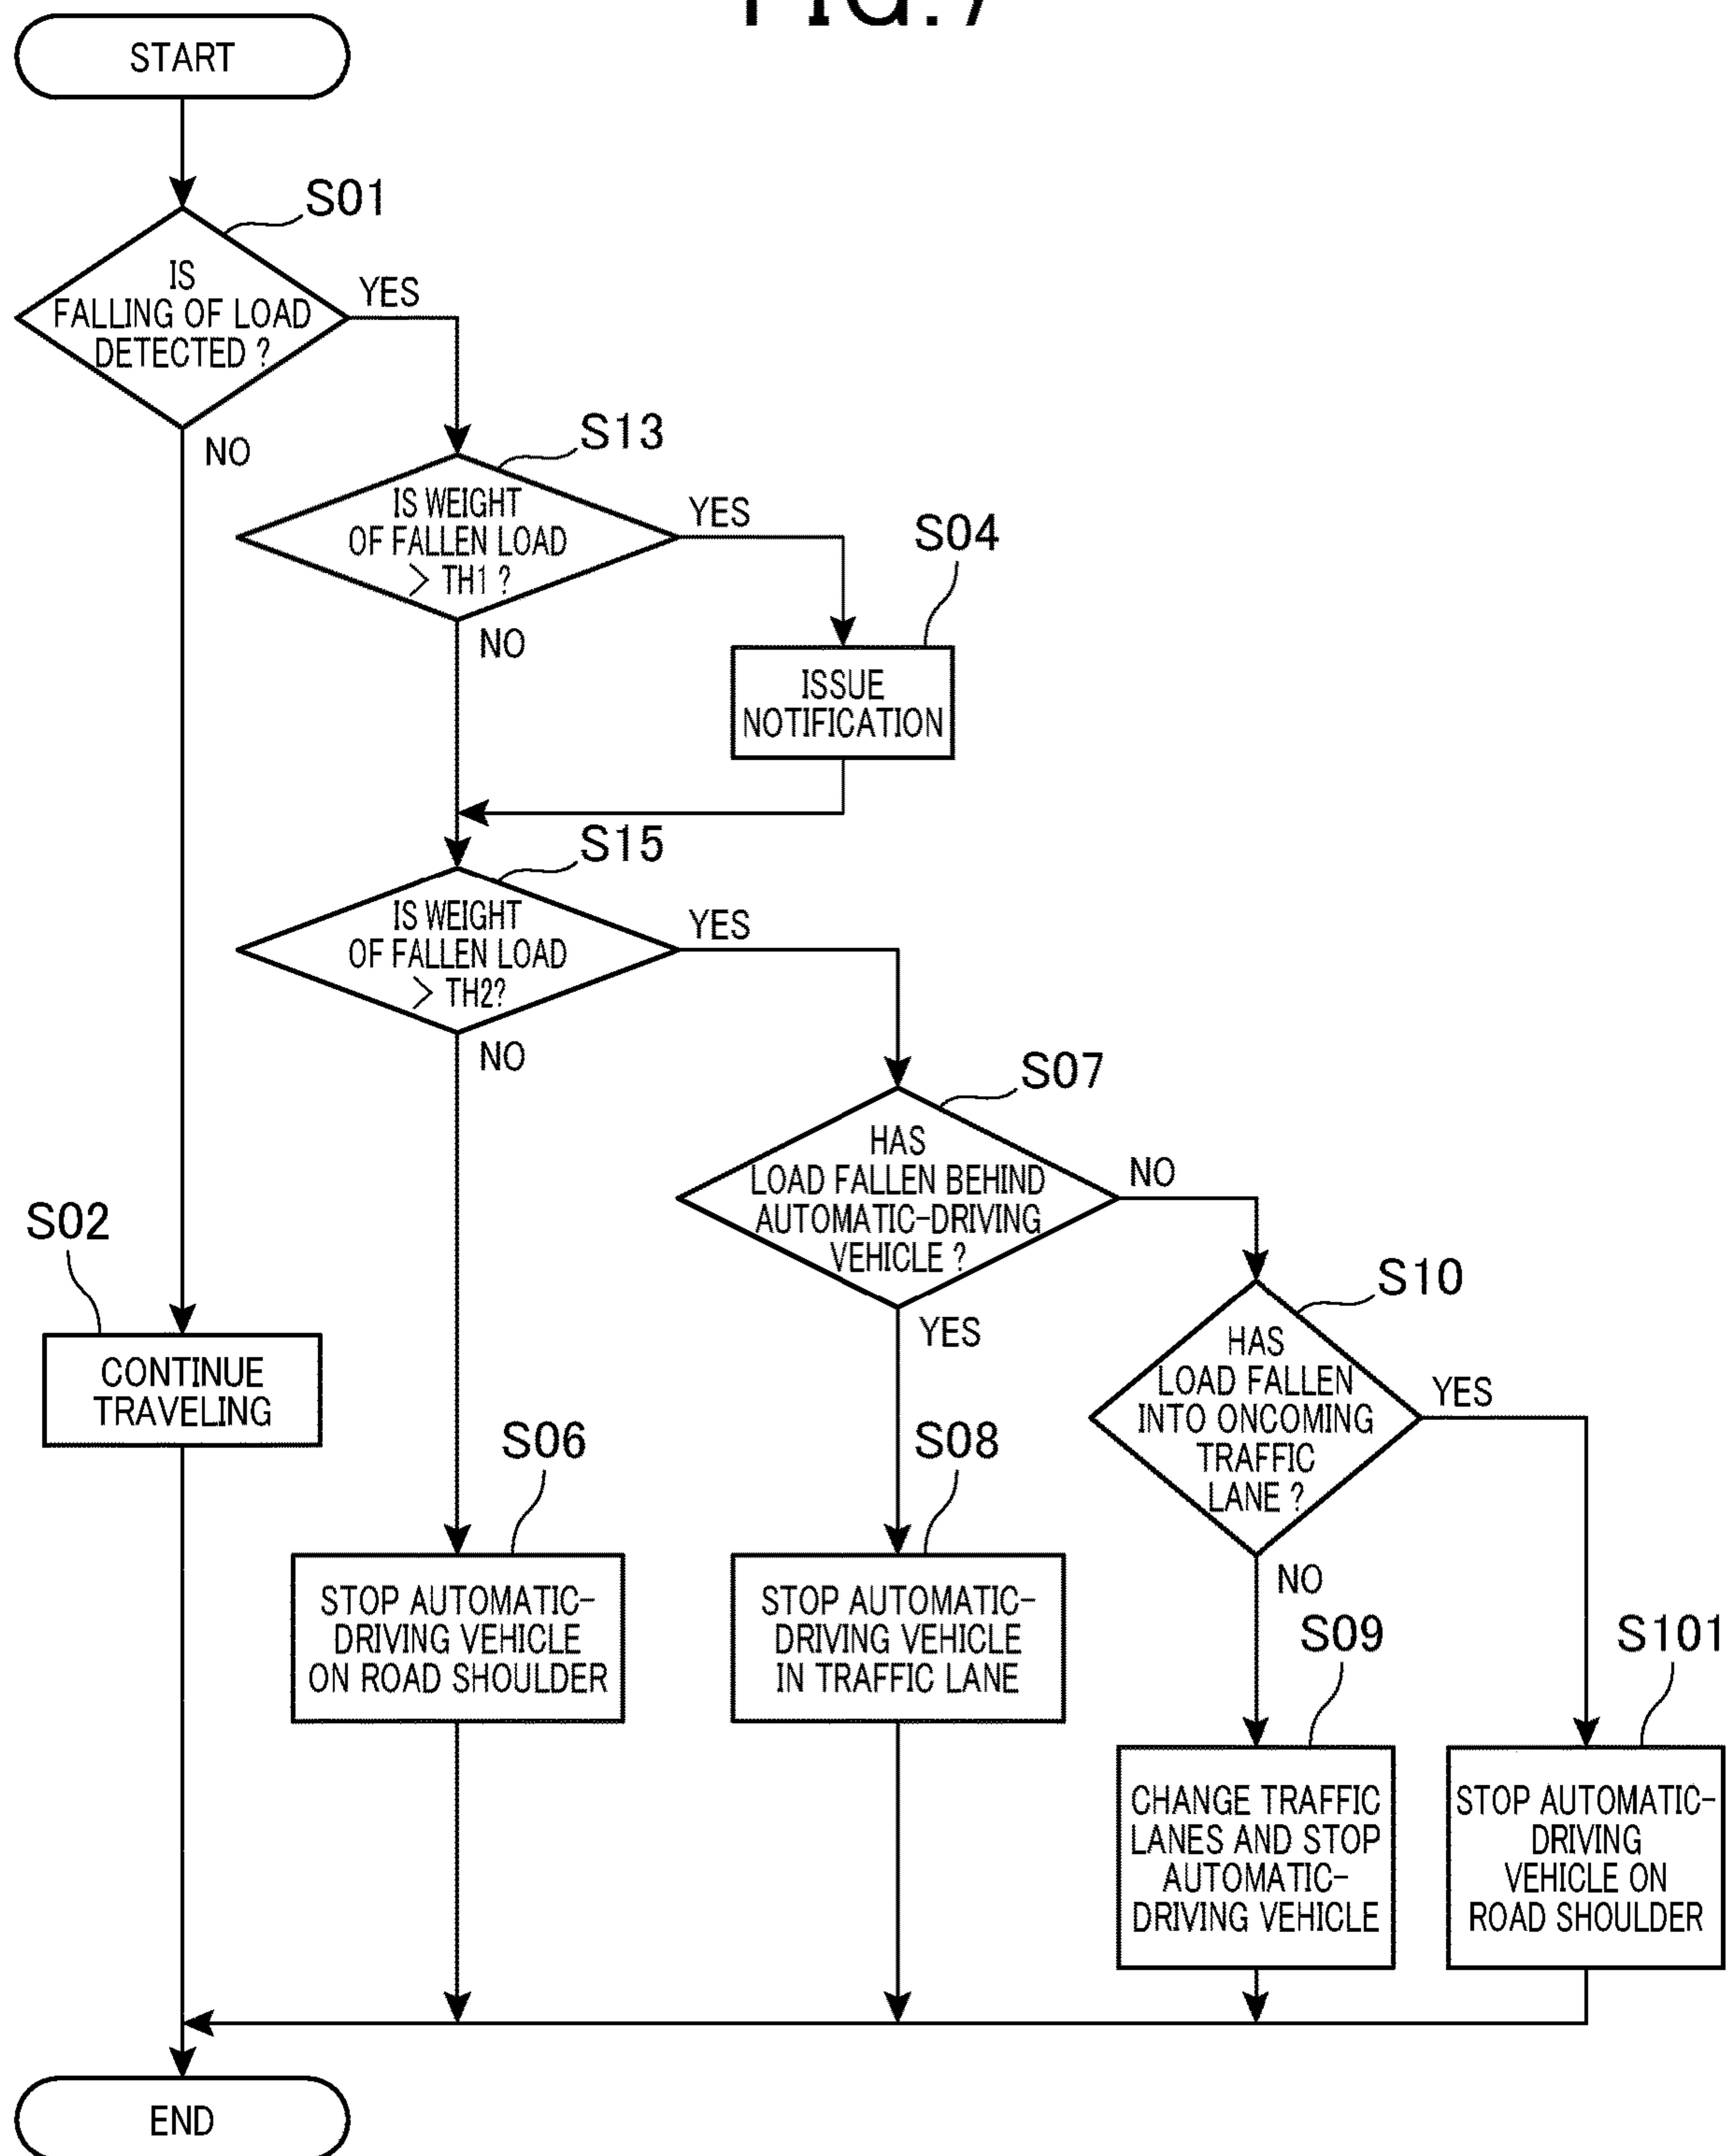 FIG.7
START
S01
IS
FALLING OF LOAD
DETECTED ?
YES
NO
S13
IS WEIGHT
OF FALLEN LOAD
> TH1 ?
YES
NO
S04
ISSUE
NOTIFICATION
S15
IS WEIGHT
OF FALLEN LOAD
> TH2?
YES
NO
S07
HAS
LOAD FALLEN BEHIND
AUTOMATIC-DRIVING
VEHICLE ?
NO
YES
S10
HAS
LOAD FALLEN
INTO ONCOMING
TRAFFIC
LANE ?
YES
NO
S02
CONTINUE
TRAVELING
S06
STOP AUTOMATIC-
DRIVING VEHICLE
ON ROAD SHOULDER
S08
STOP AUTOMATIC-
DRIVING VEHICLE
IN TRAFFIC LANE
S09
CHANGE TRAFFIC
LANES AND STOP
AUTOMATIC-
DRIVING VEHICLE
S101
STOP AUTOMATIC-
DRIVING
VEHICLE ON
ROAD SHOULDER
END